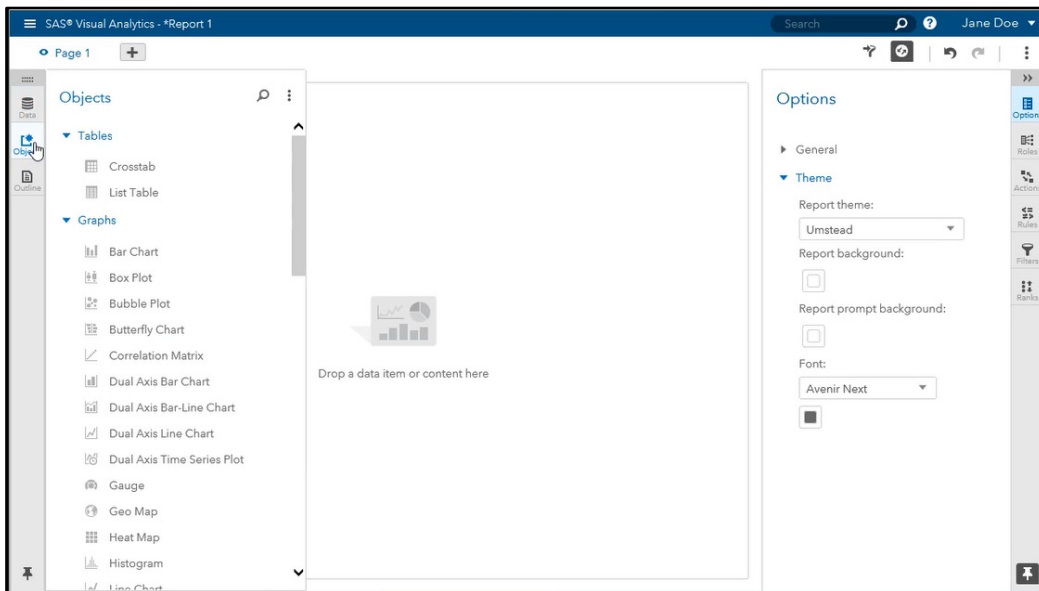 SAS® Visual Analytics - *Report 1
Search
Jane Doe
Page 1
Data
Outline
Objects
Tables
Crosstab
List Table
Graphs
Bar Chart
Box Plot
Bubble Plot
Butterfly Chart
Correlation Matrix
Dual Axis Bar Chart
Dual Axis Bar-Line Chart
Dual Axis Line Chart
Dual Axis Time Series Plot
Gauge
Geo Map
Heat Map
Histogram
Line Chart
Drop a data item or content here
Options
General
Theme
Report theme:
Umstead
Report background:
Report prompt background:
Font:
Avenir Next
Option
Roles
Action
Rules
Filters
Ranks